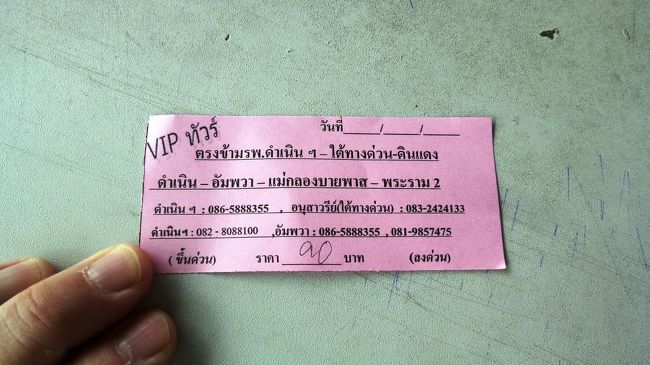 VIP ทัวร์
วันที่____/____/____
ตรงข้ามรพ.ดำเนิน ฯ – ใต้ทางด่วน-ดินแดง
ดำเนิน – อัมพวา – แม่กลองบายพาส – พระราม 2
ดำเนิน ฯ : 086-5888355 , อนุสาวรีย์(ใต้ทางด่วน) : 083-2424133
ดำเนินฯ : 082 - 8088100 ,อัมพวา : 086-5888355 , 081-9857475
(ขึ้นด่วน) ราคา 90 บาท (ลงด่วน)